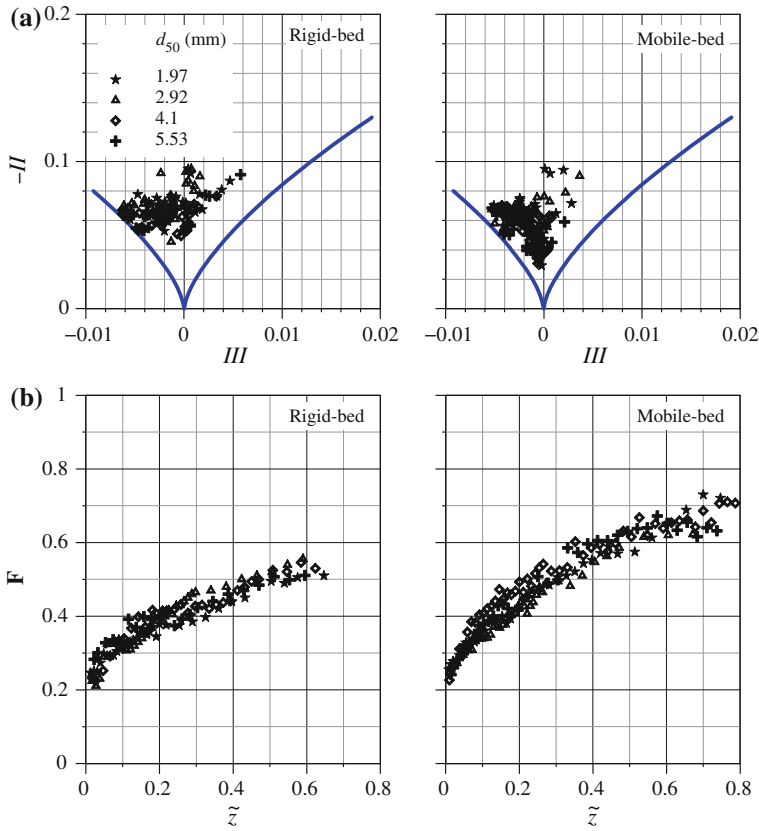 (a)
0.2
d50 (mm)
1.97
2.92
4.1
5.53
Rigid-bed
Mobile-bed
−II
0.1
0
−0.01 0 0.01 0.02
III
−0.01 0 0.01 0.02
III
(b)
1
Rigid-bed
Mobile-bed
0.8
0.6
F
0.4
0.2
0
0 0.2 0.4 0.6 0.8
z̃
0 0.2 0.4 0.6 0.8
z̃